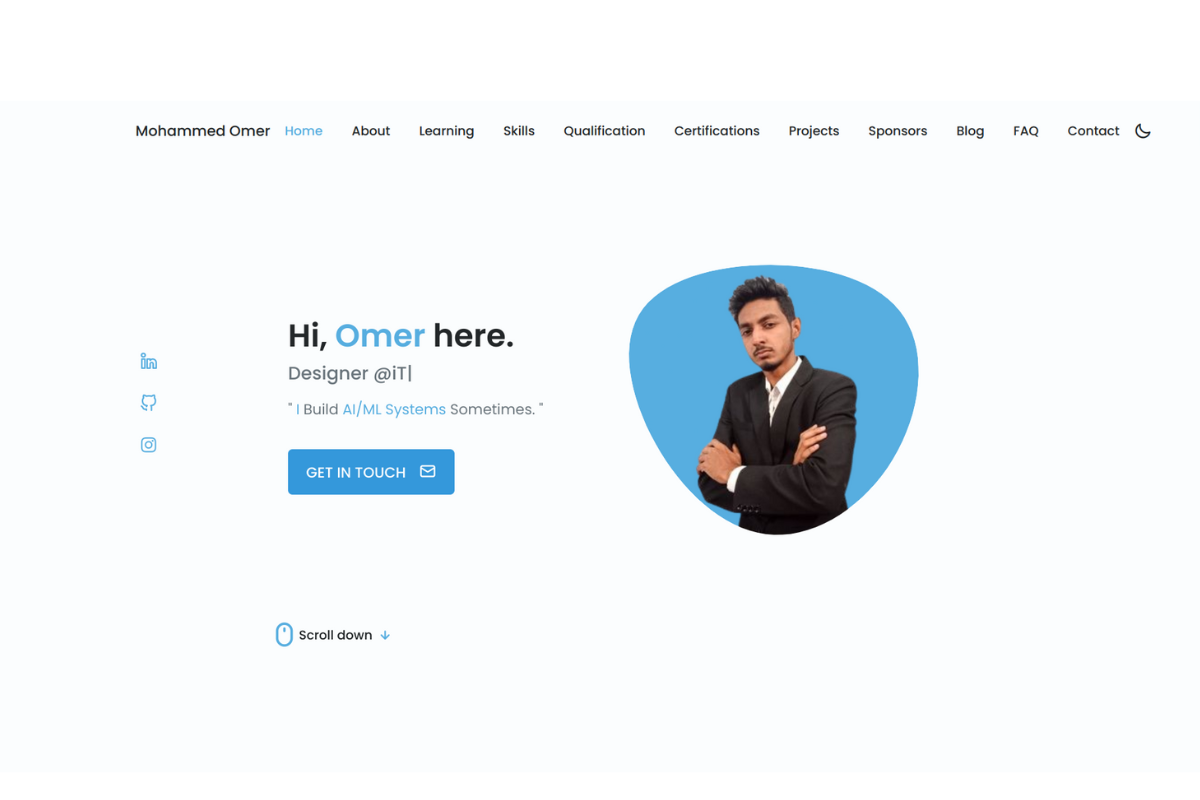 Mohammed Omer Home About Learning Skills Qualification Certifications Projects Sponsors Blog FAQ Contact
Hi, Omer here.
Designer @iT|
" I Build AI/ML Systems Sometimes. "
GET IN TOUCH
Scroll down